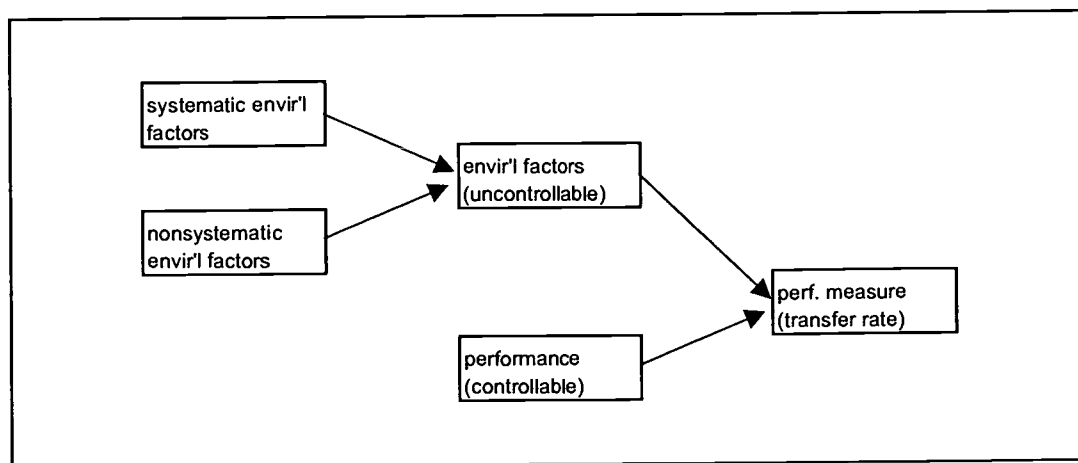 systematic envir'l
factors
envir'l factors
(uncontrollable)
nonsystematic
envir'l factors
perf. measure
(transfer rate)
performance
(controllable)